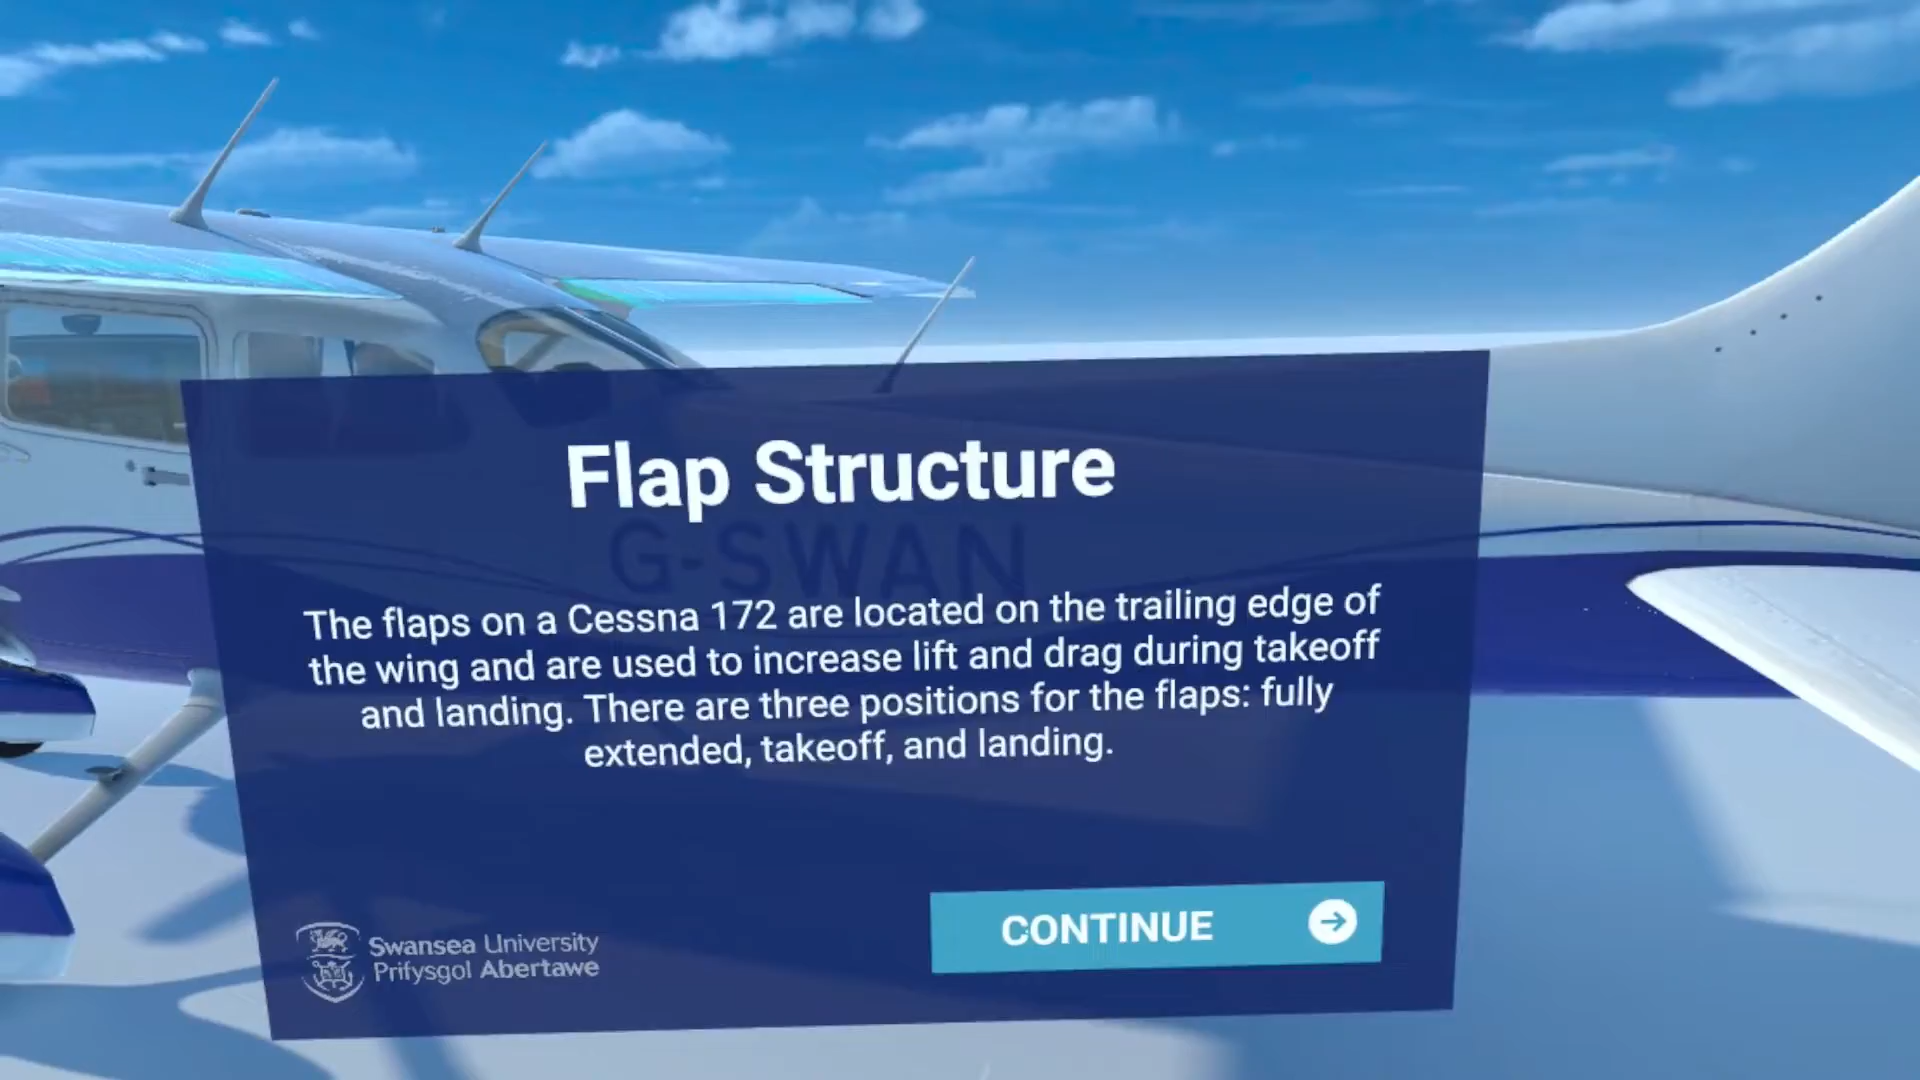 Flap Structure
G-SWAN
The flaps on a Cessna 172 are located on the trailing edge of
the wing and are used to increase lift and drag during takeoff
and landing. There are three positions for the flaps: fully
extended, takeoff, and landing.
CONTINUE
Swansea University
Prifysgol Abertawe